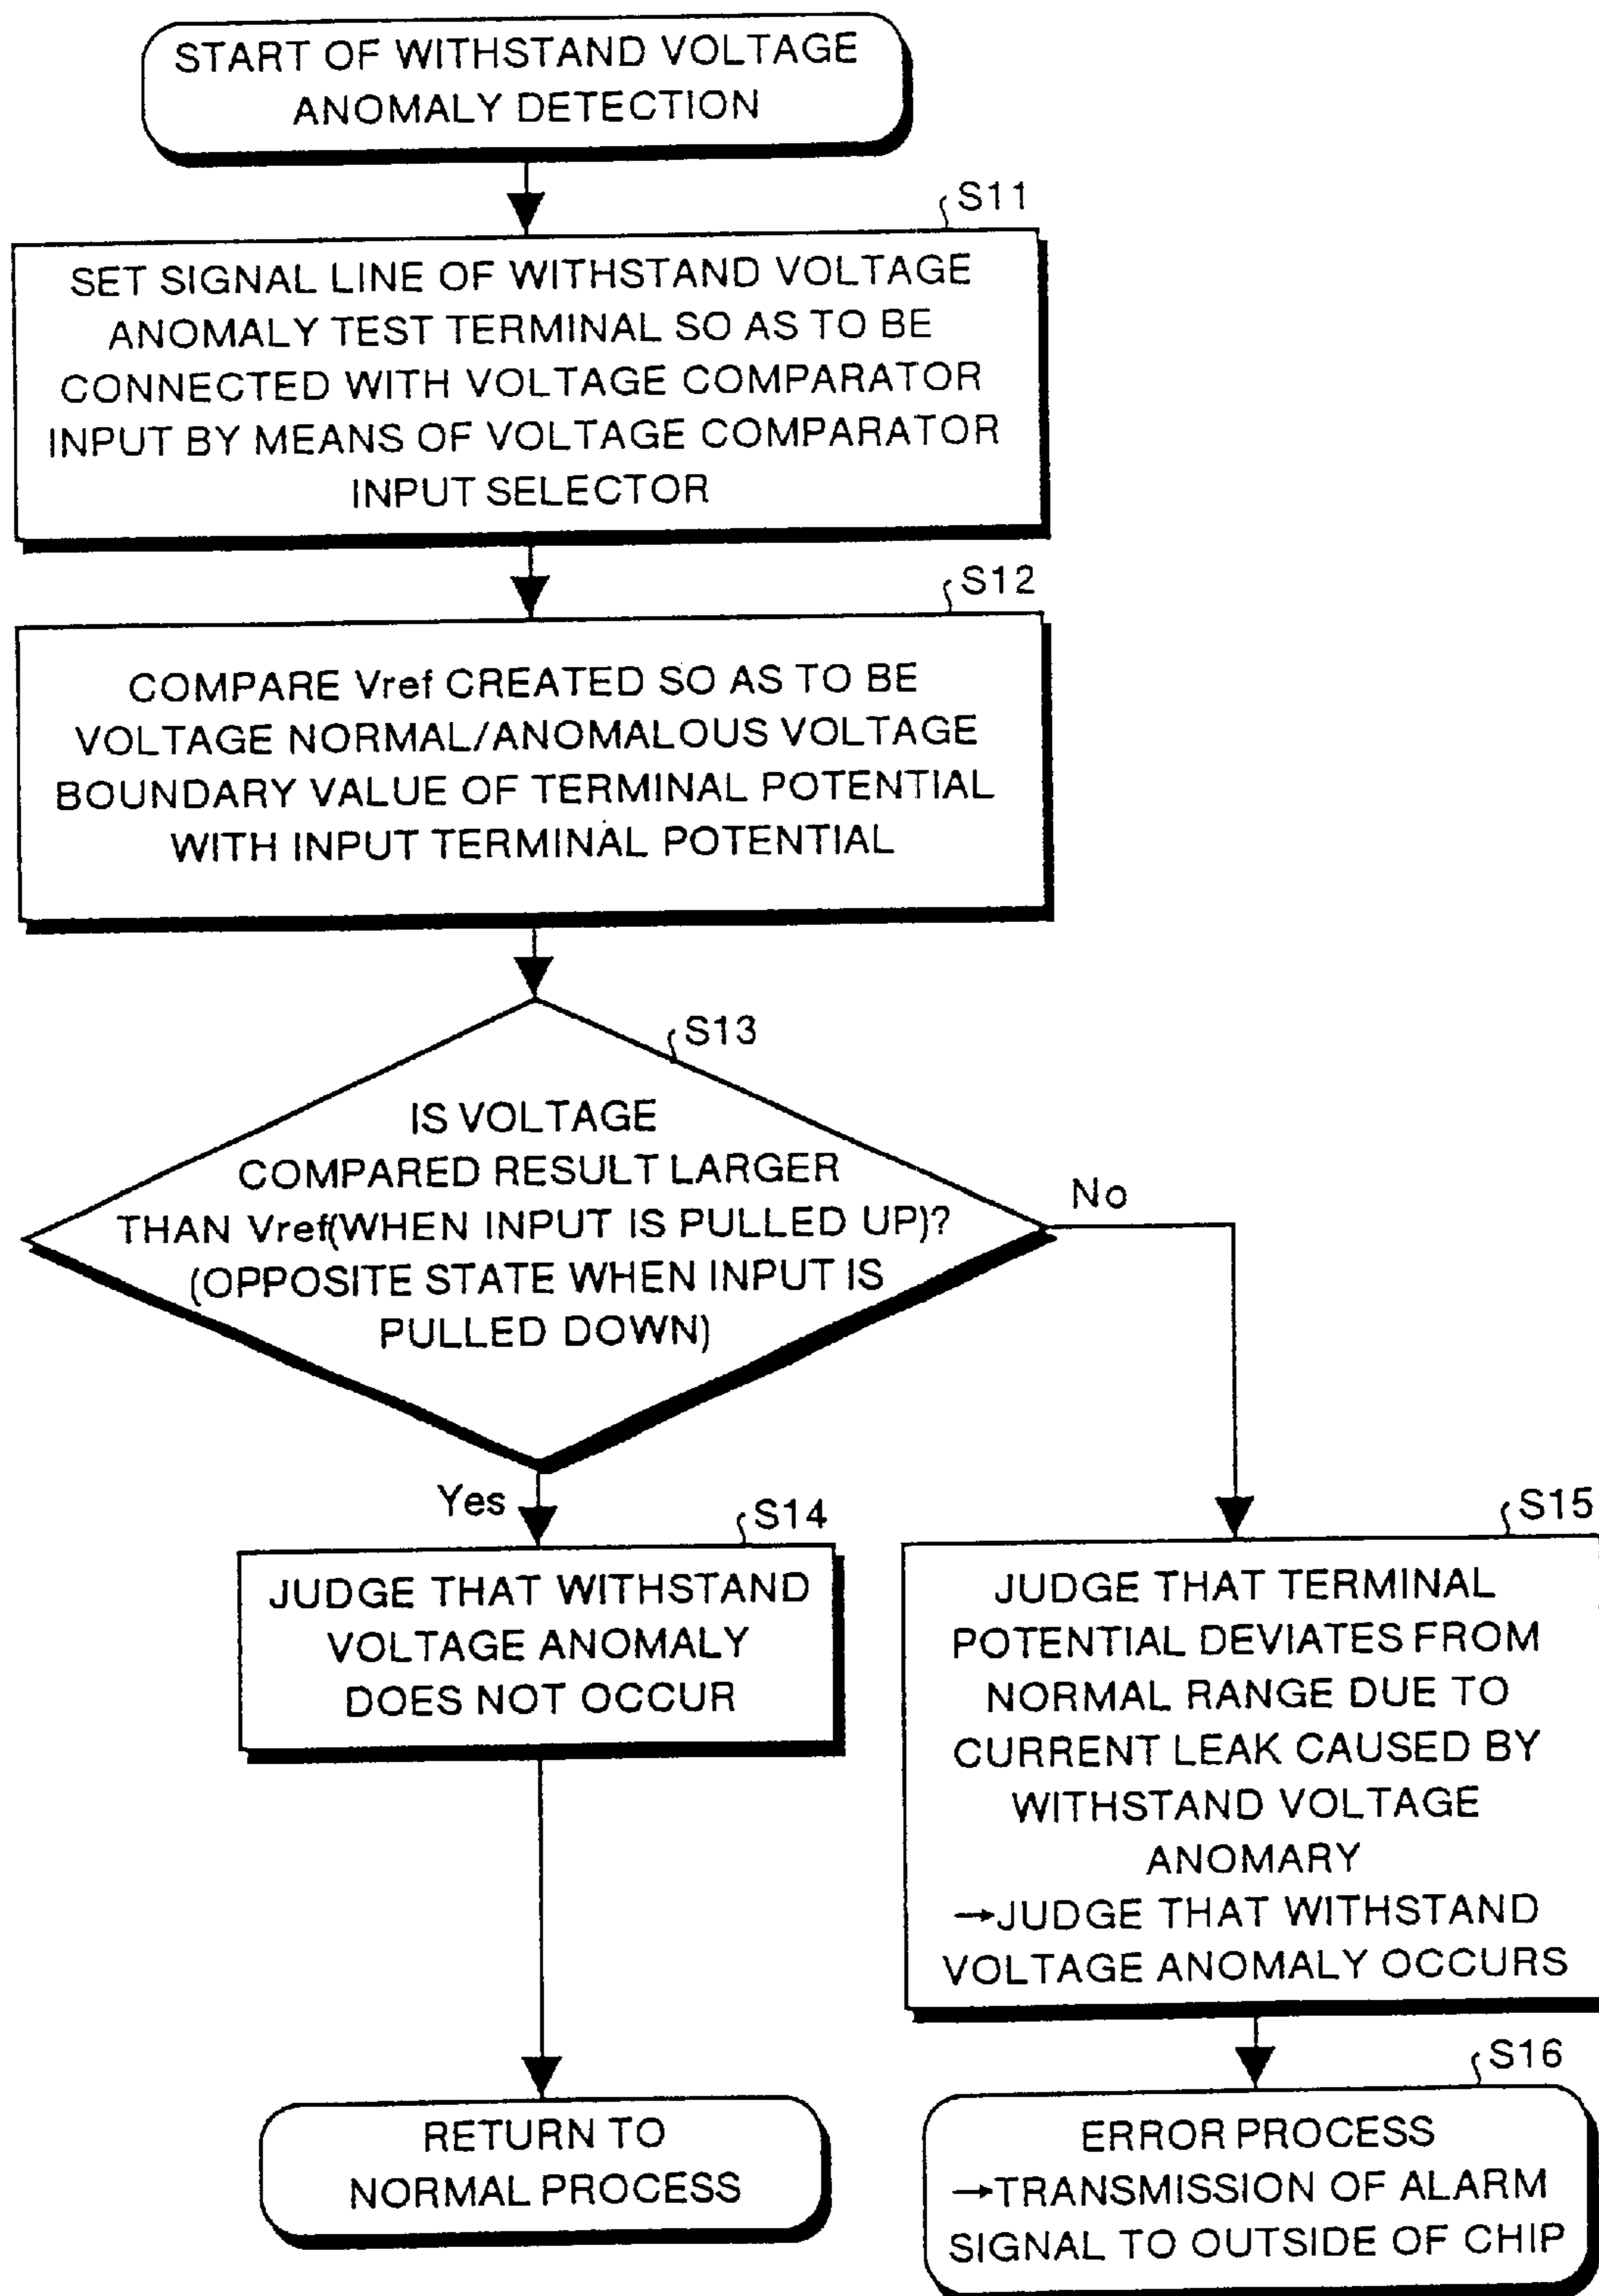 START OF WITHSTAND VOLTAGE
ANOMALY DETECTION
S11
SET SIGNAL LINE OF WITHSTAND VOLTAGE
ANOMALY TEST TERMINAL SO AS TO BE
CONNECTED WITH VOLTAGE COMPARATOR
INPUT BY MEANS OF VOLTAGE COMPARATOR
INPUT SELECTOR
S12
COMPARE Vref CREATED SO AS TO BE
VOLTAGE NORMAL/ANOMALOUS VOLTAGE
BOUNDARY VALUE OF TERMINAL POTENTIAL
WITH INPUT TERMINAL POTENTIAL
S13
IS VOLTAGE
COMPARED RESULT LARGER
THAN Vref(WHEN INPUT IS PULLED UP)?
(OPPOSITE STATE WHEN INPUT IS
PULLED DOWN)
No
Yes
S14
JUDGE THAT WITHSTAND
VOLTAGE ANOMALY
DOES NOT OCCUR
S15
JUDGE THAT TERMINAL
POTENTIAL DEVIATES FROM
NORMAL RANGE DUE TO
CURRENT LEAK CAUSED BY
WITHSTAND VOLTAGE
ANOMARY
→JUDGE THAT WITHSTAND
VOLTAGE ANOMALY OCCURS
RETURN TO
NORMAL PROCESS
S16
ERROR PROCESS
→TRANSMISSION OF ALARM
SIGNAL TO OUTSIDE OF CHIP